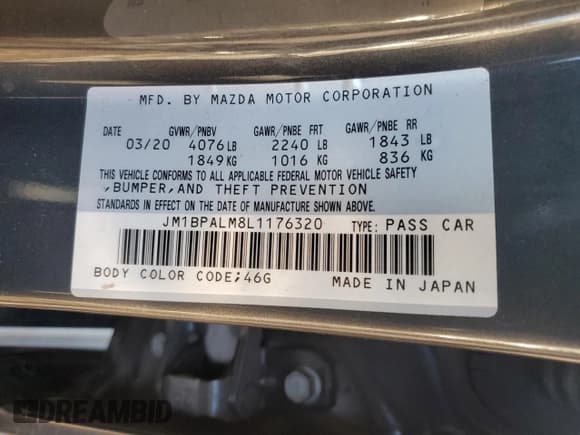 MFD. BY MAZDA MOTOR CORPORATION
DATE GVWR/PNBV GAWR/PNBE FRT GAWR/PNBE RR
03/20 4076 LB 2240 LB 1843 LB
1849 KG 1016 KG 836 KG
THIS VEHICLE CONFORMS TO ALL APPLICABLE FEDERAL MOTOR VEHICLE SAFETY
,BUMPER,AND THEFT PREVENTION
STANDARDS IN EFFECT ON THE DATE OF MANUFACTURE SHOWN ABOVE.
JM1BPALM8L1176320 TYPE: PASS CAR
BODY COLOR CODE;46G MADE IN JAPAN
DREAMBID